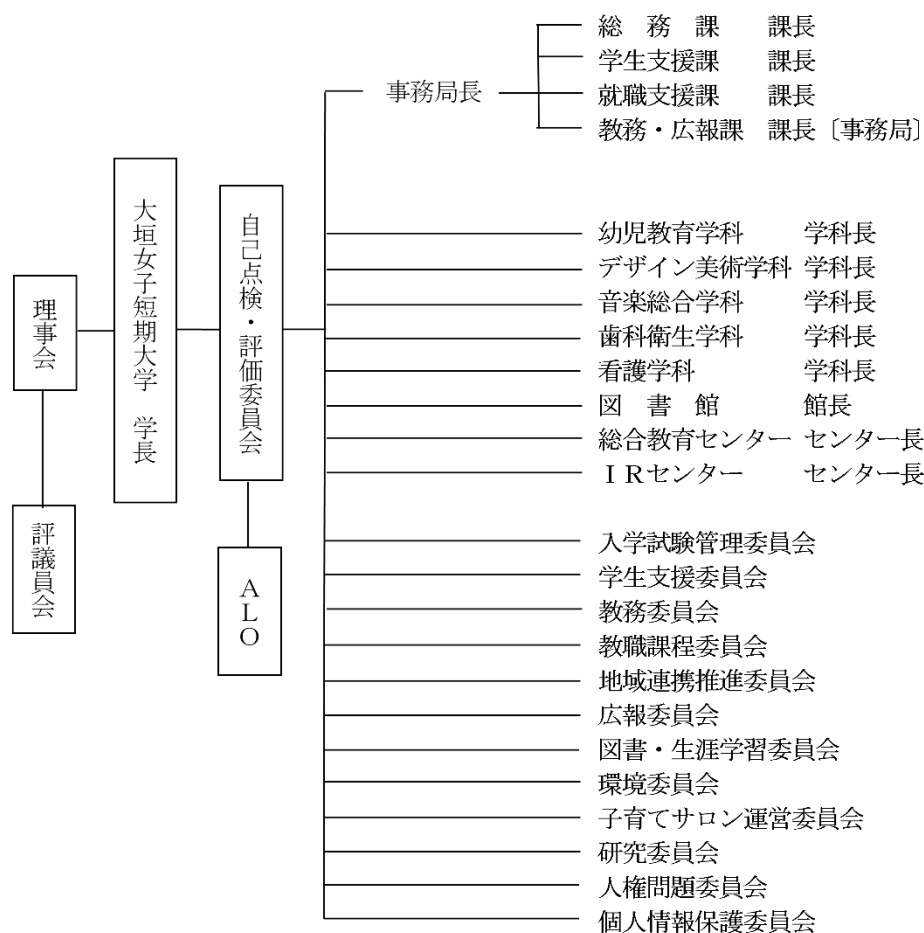 理事会
評議員会
大垣女子短期大学　学長
自己点検・評価委員会
ALO
事務局長
総　務　課　　課長
学生支援課　　課長
就職支援課　　課長
教務・広報課　課長〔事務局〕
幼児教育学科　　学科長
デザイン美術学科　学科長
音楽総合学科　　学科長
歯科衛生学科　　学科長
看護学科　　学科長
図　書　館　　館長
総合教育センター　センター長
ＩＲセンター　　センター長
入学試験管理委員会
学生支援委員会
教務委員会
教職課程委員会
地域連携推進委員会
広報委員会
図書・生涯学習委員会
環境委員会
子育てサロン運営委員会
研究委員会
人権問題委員会
個人情報保護委員会